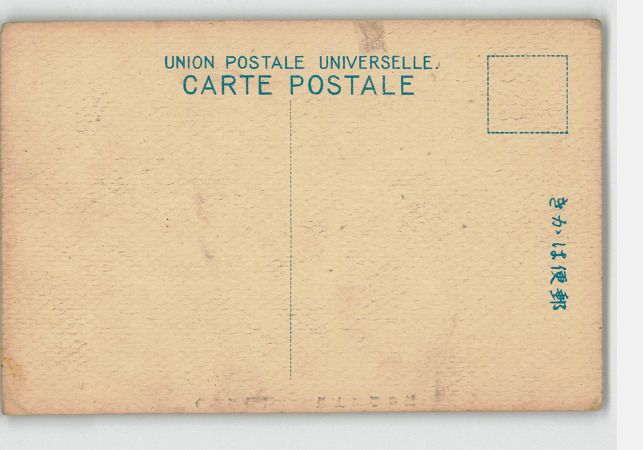 UNION POSTALE UNIVERSELLE.
CARTE POSTALE
きかは便郵